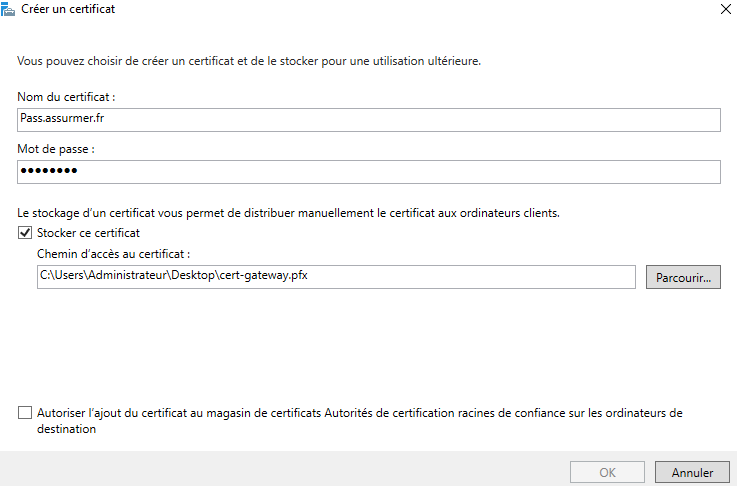 Créer un certificat
Vous pouvez choisir de créer un certificat et de le stocker pour une utilisation ultérieure.
Nom du certificat :
Pass.assurmer.fr
Mot de passe :
●●●●●●●●
Le stockage d’un certificat vous permet de distribuer manuellement le certificat aux ordinateurs clients.
Stocker ce certificat
Chemin d’accès au certificat :
C:\Users\Administrateur\Desktop\cert-gateway.pfx
Parcourir...
Autoriser l’ajout du certificat au magasin de certificats Autorités de certification racines de confiance sur les ordinateurs de
destination
OK
Annuler